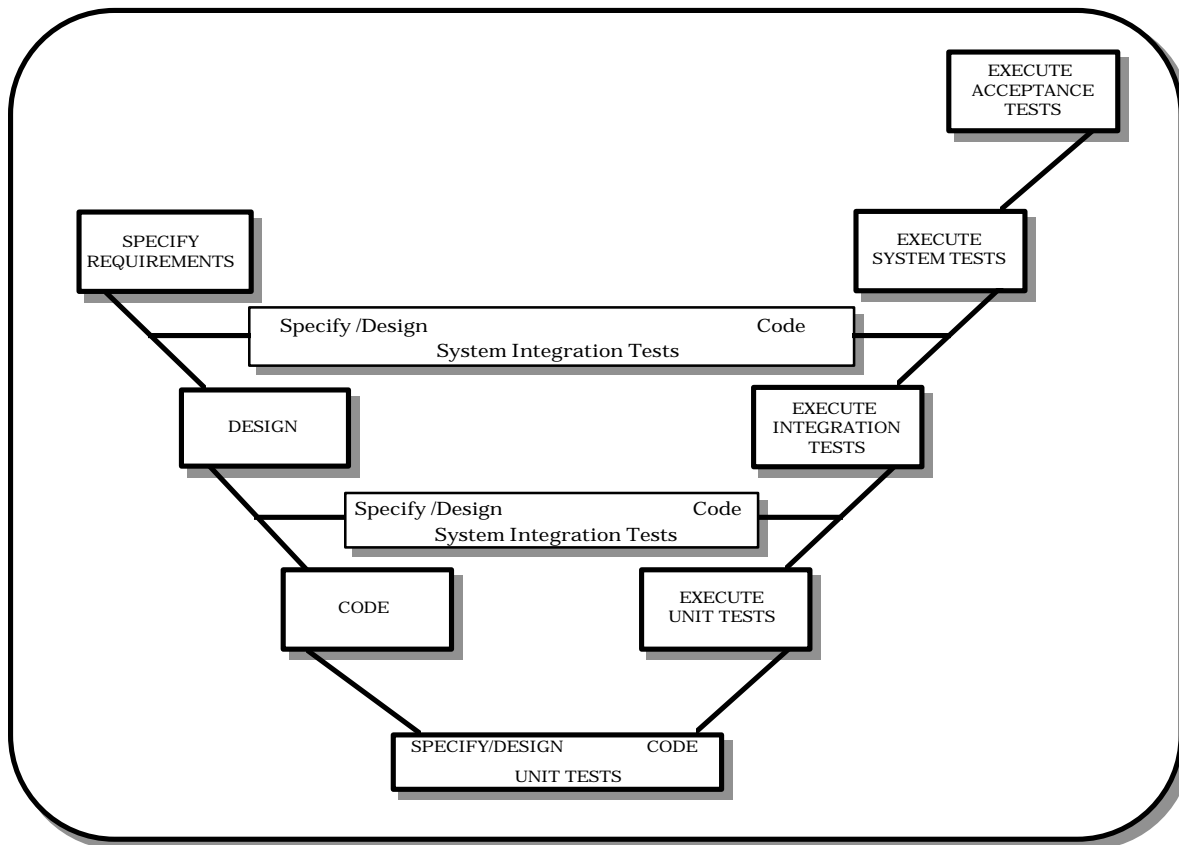 EXECUTE
ACCEPTANCE
TESTS
SPECIFY
REQUIREMENTS
EXECUTE
SYSTEM TESTS
Specify /Design Code
System Integration Tests
DESIGN
EXECUTE
INTEGRATION
TESTS
Specify /Design Code
System Integration Tests
CODE
EXECUTE
UNIT TESTS
SPECIFY/DESIGN CODE
UNIT TESTS